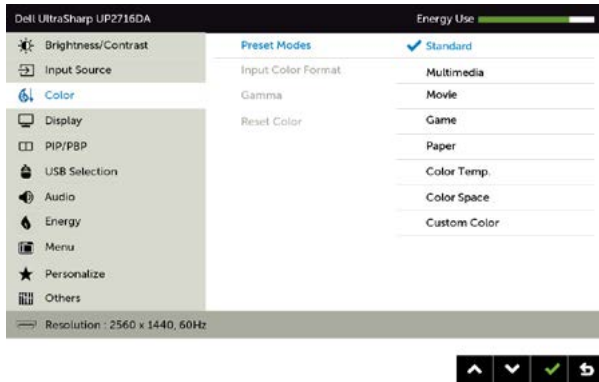 Dell UltraSharp UP2716DA
Energy Use
Brightness/Contrast
Preset Modes
Standard
Input Source
Input Color Format
Multimedia
Color
Gamma
Movie
Display
Reset Color
Game
PIP/PBP
Paper
USB Selection
Color Temp.
Audio
Color Space
Energy
Custom Color
Menu
Personalize
Others
Resolution : 2560 x 1440, 60Hz